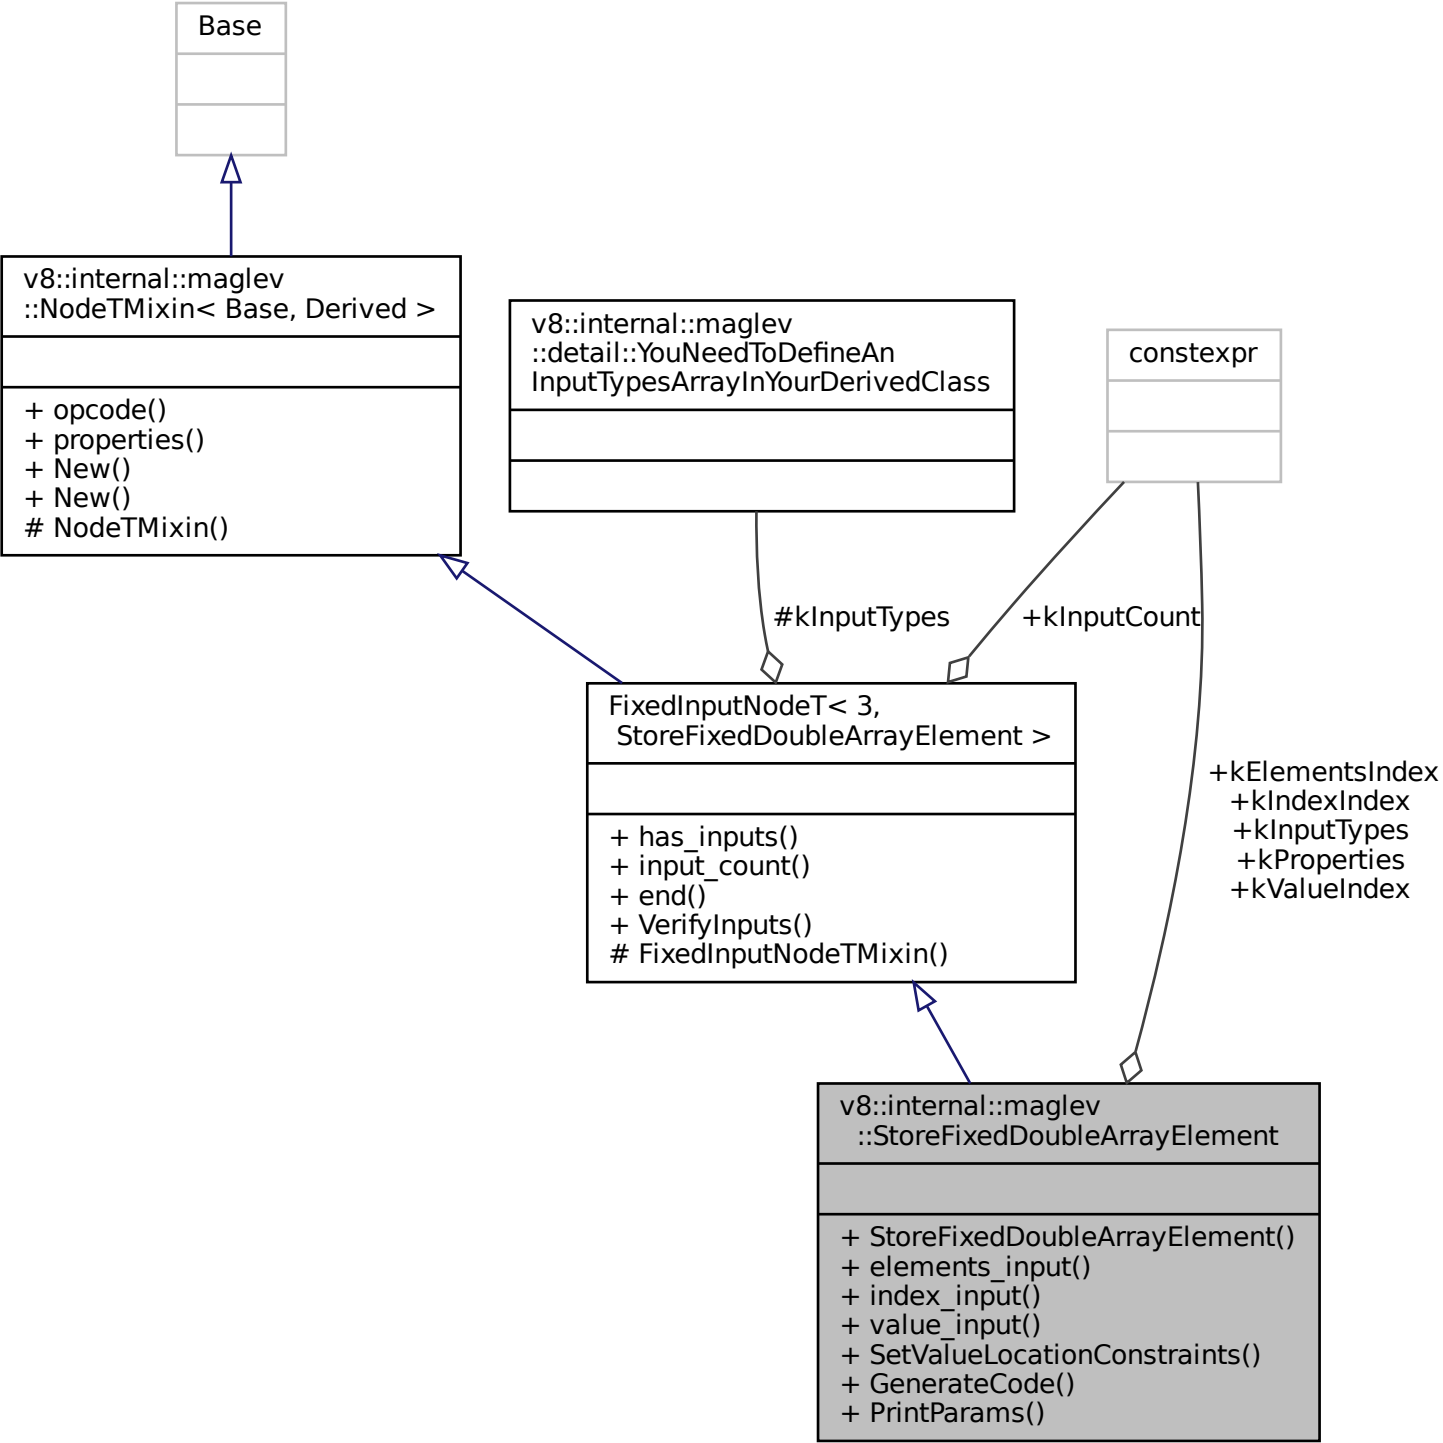 Base
v8::internal::maglev
::NodeTMixin< Base, Derived >
+ opcode()
+ properties()
+ New()
+ New()
# NodeTMixin()
v8::internal::maglev
::detail::YouNeedToDefineAn
InputTypesArrayInYourDerivedClass
constexpr
#kInputTypes
+kInputCount
FixedInputNodeT< 3,
StoreFixedDoubleArrayElement >
+ has_inputs()
+ input_count()
+ end()
+ VerifyInputs()
# FixedInputNodeTMixin()
+kElementsIndex
+kIndexIndex
+kInputTypes
+kProperties
+kValueIndex
v8::internal::maglev
::StoreFixedDoubleArrayElement
+ StoreFixedDoubleArrayElement()
+ elements_input()
+ index_input()
+ value_input()
+ SetValueLocationConstraints()
+ GenerateCode()
+ PrintParams()